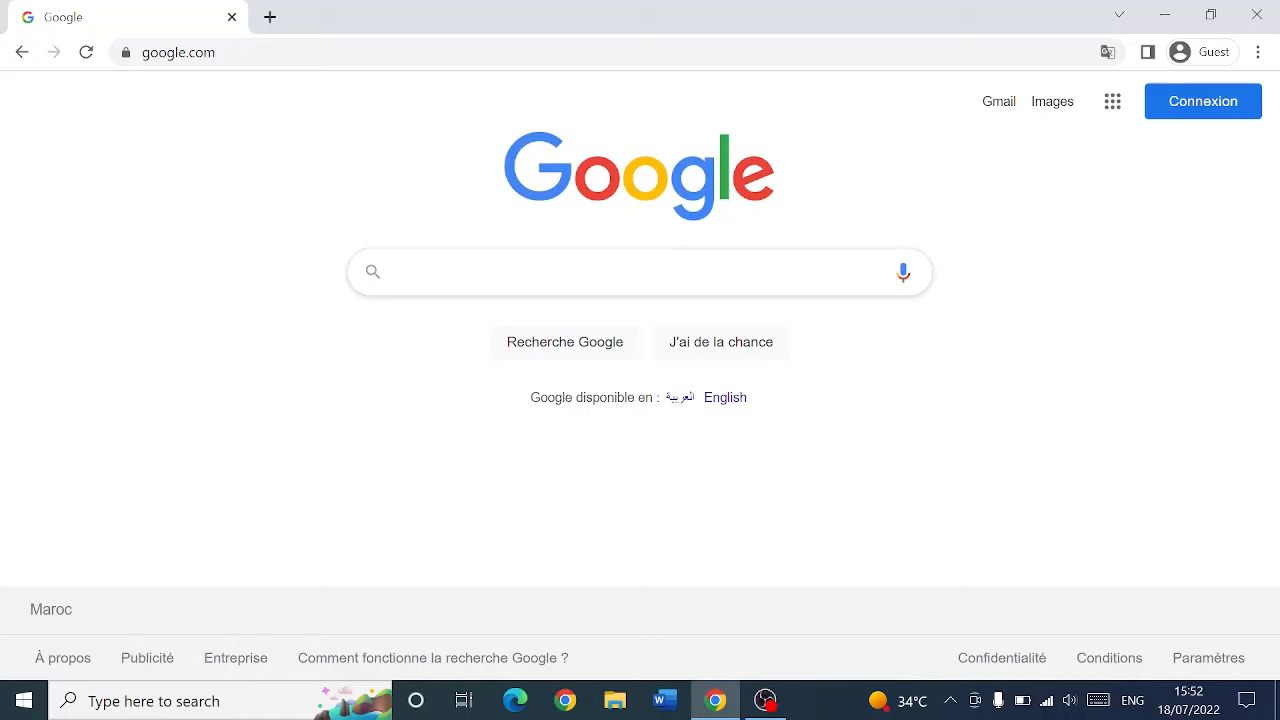 Google
google.com
Guest
Gmail Images
Connexion
Google
Recherche Google J'ai de la chance
Google disponible en : العربية English
Maroc
À propos Publicité Entreprise Comment fonctionne la recherche Google ? Confidentialité Conditions Paramètres
Type here to search
34°C
ENG
15:52
18/07/2022